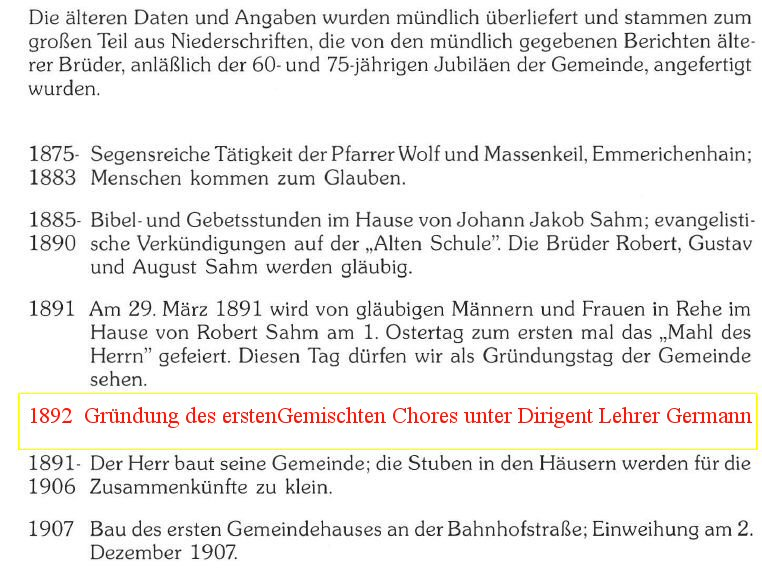 Die älteren Daten und Angaben wurden mündlich überliefert und stammen zum
großen Teil aus Niederschriften, die von den mündlich gegebenen Berichten älte-
rer Brüder, anläßlich der 60- und 75-jährigen Jubiläen der Gemeinde, angefertigt
wurden.
1875- Segensreiche Tätigkeit der Pfarrer Wolf und Massenkeil, Emmerichenhain;
1883 Menschen kommen zum Glauben.
1885- Bibel- und Gebetsstunden im Hause von Johann Jakob Sahm; evangelisti-
1890 sche Verkündigungen auf der „Alten Schule”. Die Brüder Robert, Gustav
und August Sahm werden gläubig.
1891 Am 29. März 1891 wird von gläubigen Männern und Frauen in Rehe im
Hause von Robert Sahm am 1. Ostertag zum ersten mal das „Mahl des
Herrn” gefeiert. Diesen Tag dürfen wir als Gründungstag der Gemeinde
sehen.
1892 Gründung des erstenGemischten Chores unter Dirigent Lehrer Germann
1891- Der Herr baut seine Gemeinde; die Stuben in den Häusern werden für die
1906 Zusammenkünfte zu klein.
1907 Bau des ersten Gemeindehauses an der Bahnhofstraße; Einweihung am 2.
Dezember 1907.